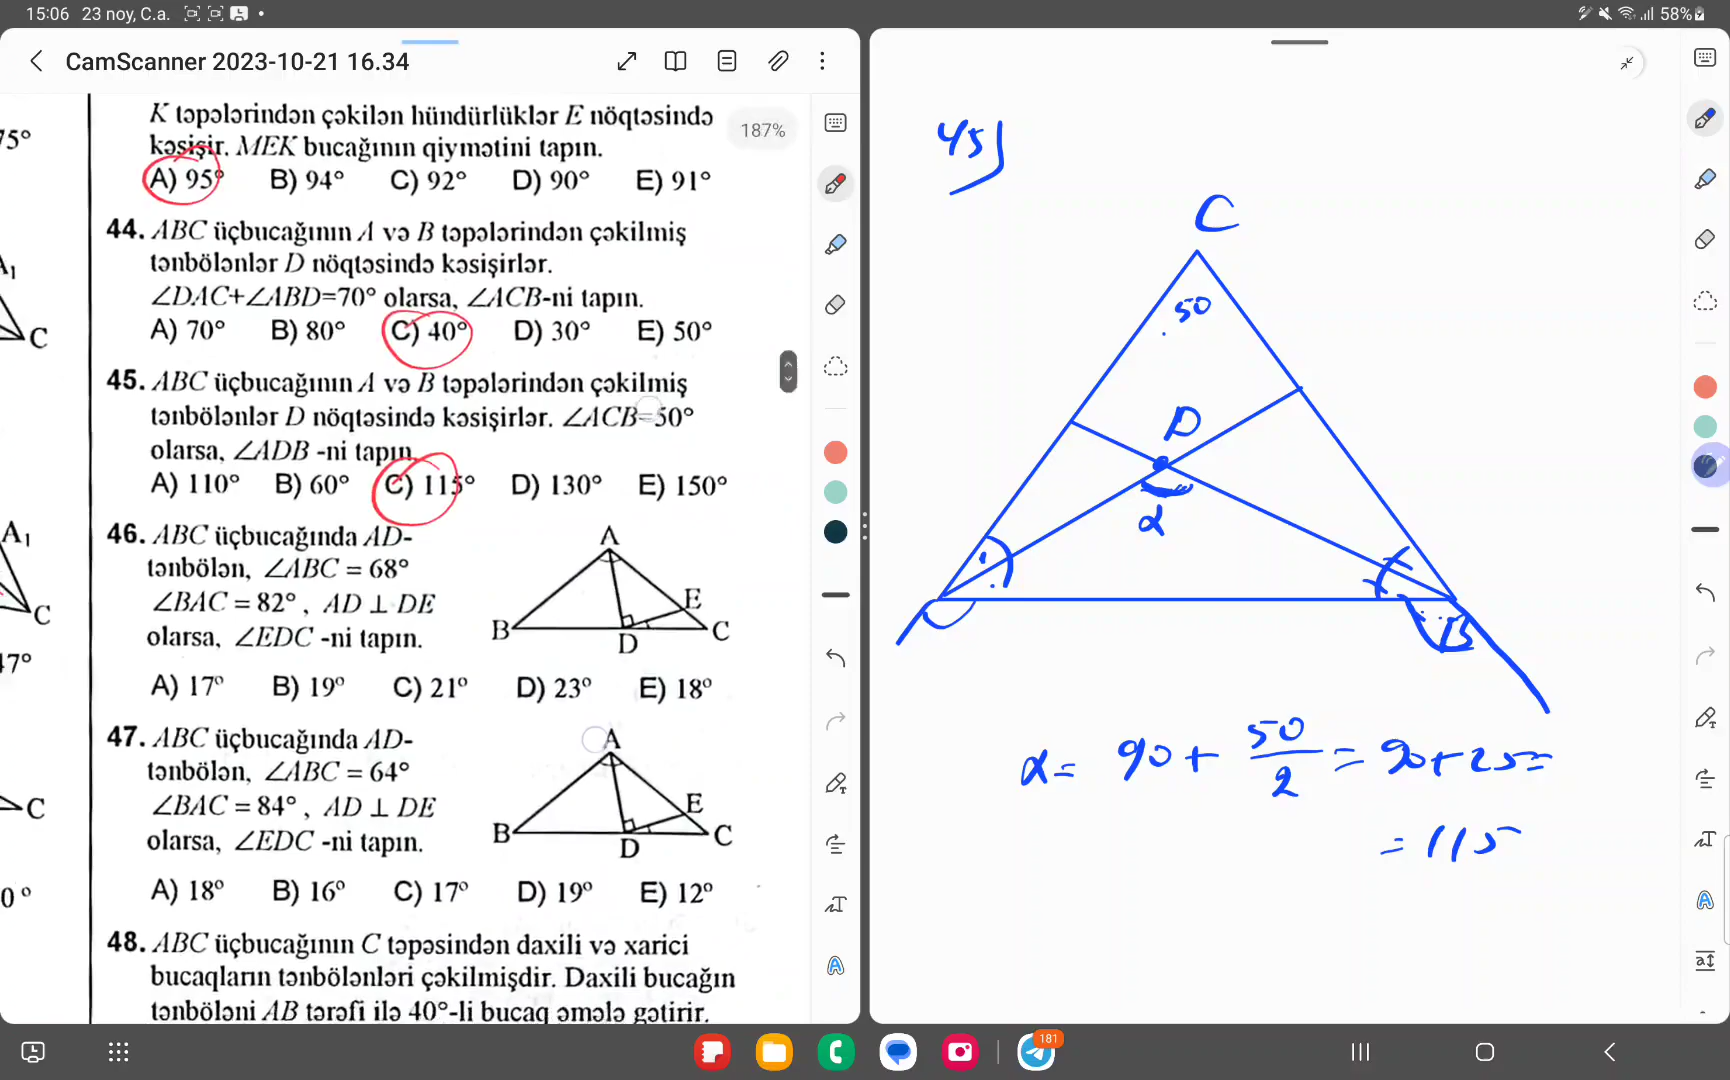 15:06 23 noy, C.a.
58%
CamScanner 2023-10-21 16.34
187%
K təpələrindən çəkilən hündürlüklər E nöqtəsində
kəsişir. MEK bucağının qiymətini tapın.
A) 95° B) 94° C) 92° D) 90° E) 91°
44. ABC üçbucağının A və B təpələrindən çəkilmiş
tənbölənlər D nöqtəsində kəsişirlər.
∠DAC+∠ABD=70° olarsa, ∠ACB-ni tapın.
A) 70° B) 80° C) 40° D) 30° E) 50°
45. ABC üçbucağının A və B təpələrindən çəkilmiş
tənbölənlər D nöqtəsində kəsişirlər. ∠ACB=50°
olarsa, ∠ADB -ni tapın.
A) 110° B) 60° C) 115° D) 130° E) 150°
46. ABC üçbucağında AD-
tənbölən, ∠ABC = 68°
∠BAC = 82°, AD ⊥ DE
olarsa, ∠EDC -ni tapın.
A
B
D
E
C
A) 17° B) 19° C) 21° D) 23° E) 18°
47. ABC üçbucağında AD-
tənbölən, ∠ABC = 64°
∠BAC = 84°, AD ⊥ DE
olarsa, ∠EDC -ni tapın.
A
B
D
E
C
A) 18° B) 16° C) 17° D) 19° E) 12°
48. ABC üçbucağının C təpəsindən daxili və xarici
bucaqların tənbölənləri çəkilmişdir. Daxili bucağın
tənböləni AB tərəfi ilə 40°-li bucaq əmələ gətirir.
75°
A₁
C
A₁
C
47°
C
0°
45)
C
50
D
α
B
α = 90 + 50/2 = 90+25=
= 115
181